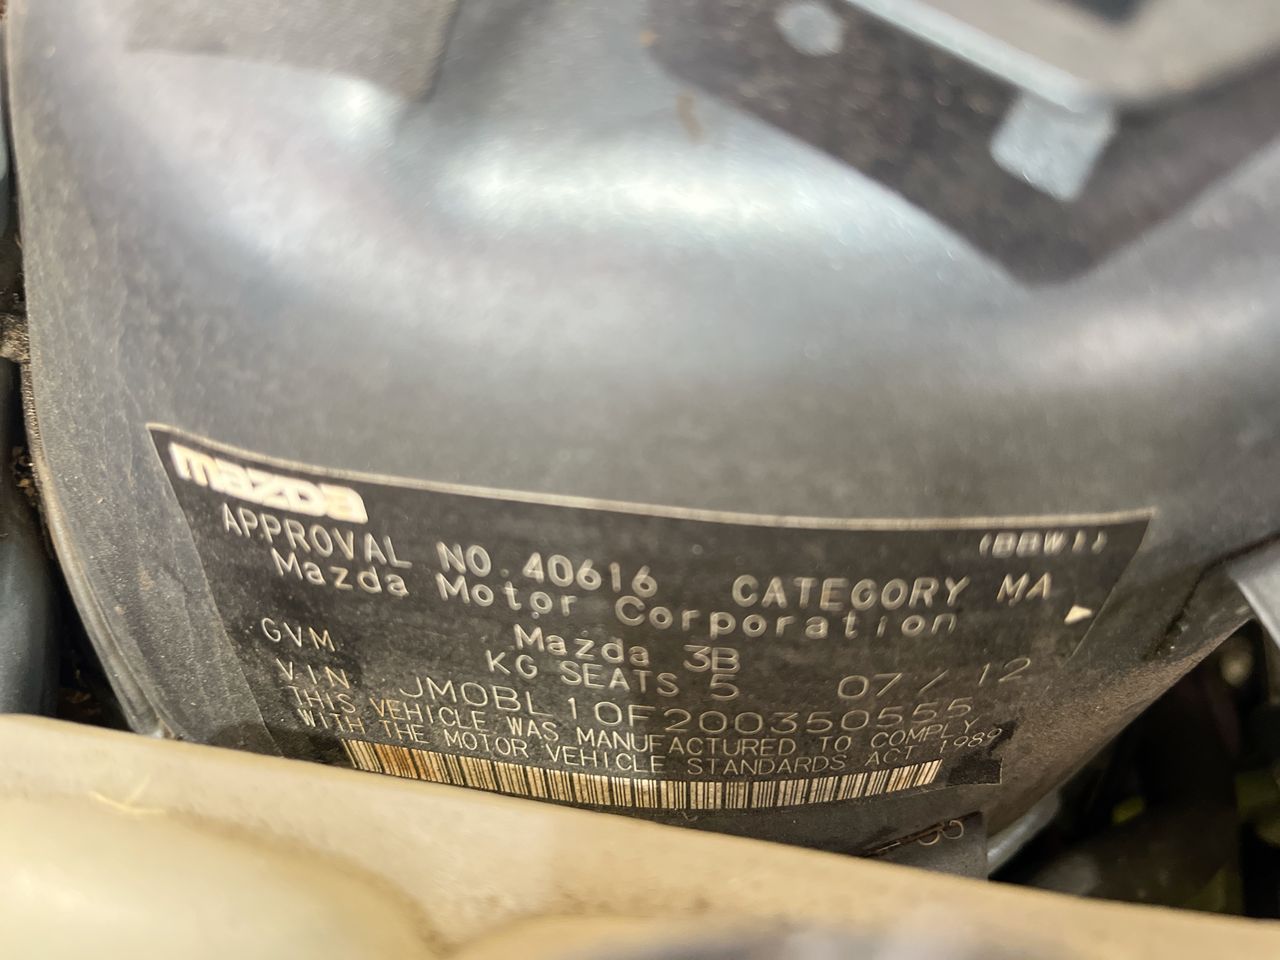 mazda
(BBW1)
APPROVAL NO.40616 CATEGORY MA
Mazda Motor Corporation
Mazda 3B
GVM KG SEATS 5 07/12
VIN JM0BL10F200350555
THIS VEHICLE WAS MANUFACTURED TO COMPLY
WITH THE MOTOR VEHICLE STANDARDS ACT 1989